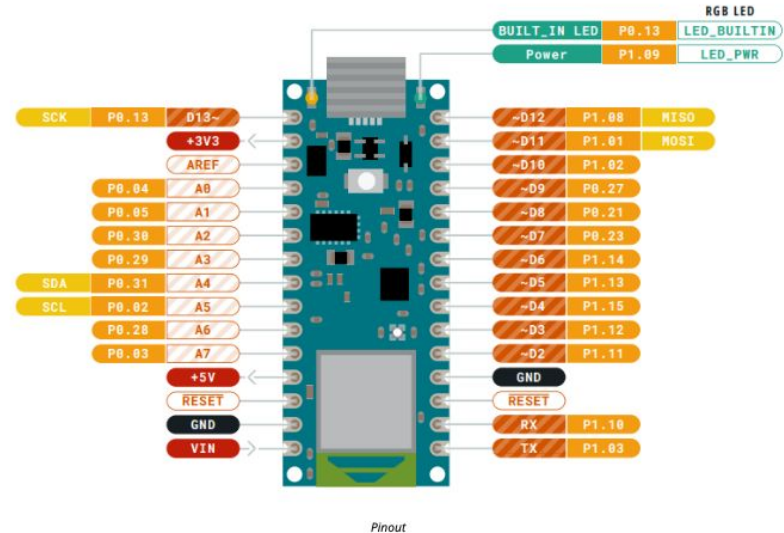 RGB LED
BUILT_IN LED P0.13 LED_BUILTIN
Power P1.09 LED_PWR
SCK P0.13 D13~ ~D12 P1.08 MISO
+3V3 ~D11 P1.01 MOSI
AREF ~D10 P1.02
P0.04 A0 ~D9 P0.27
P0.05 A1 ~D8 P0.21
P0.30 A2 ~D7 P0.23
P0.29 A3 ~D6 P1.14
SDA P0.31 A4 ~D5 P1.13
SCL P0.02 A5 ~D4 P1.15
P0.28 A6 ~D3 P1.12
P0.03 A7 ~D2 P1.11
+5V GND
RESET RESET
GND RX P1.10
VIN TX P1.03
Pinout